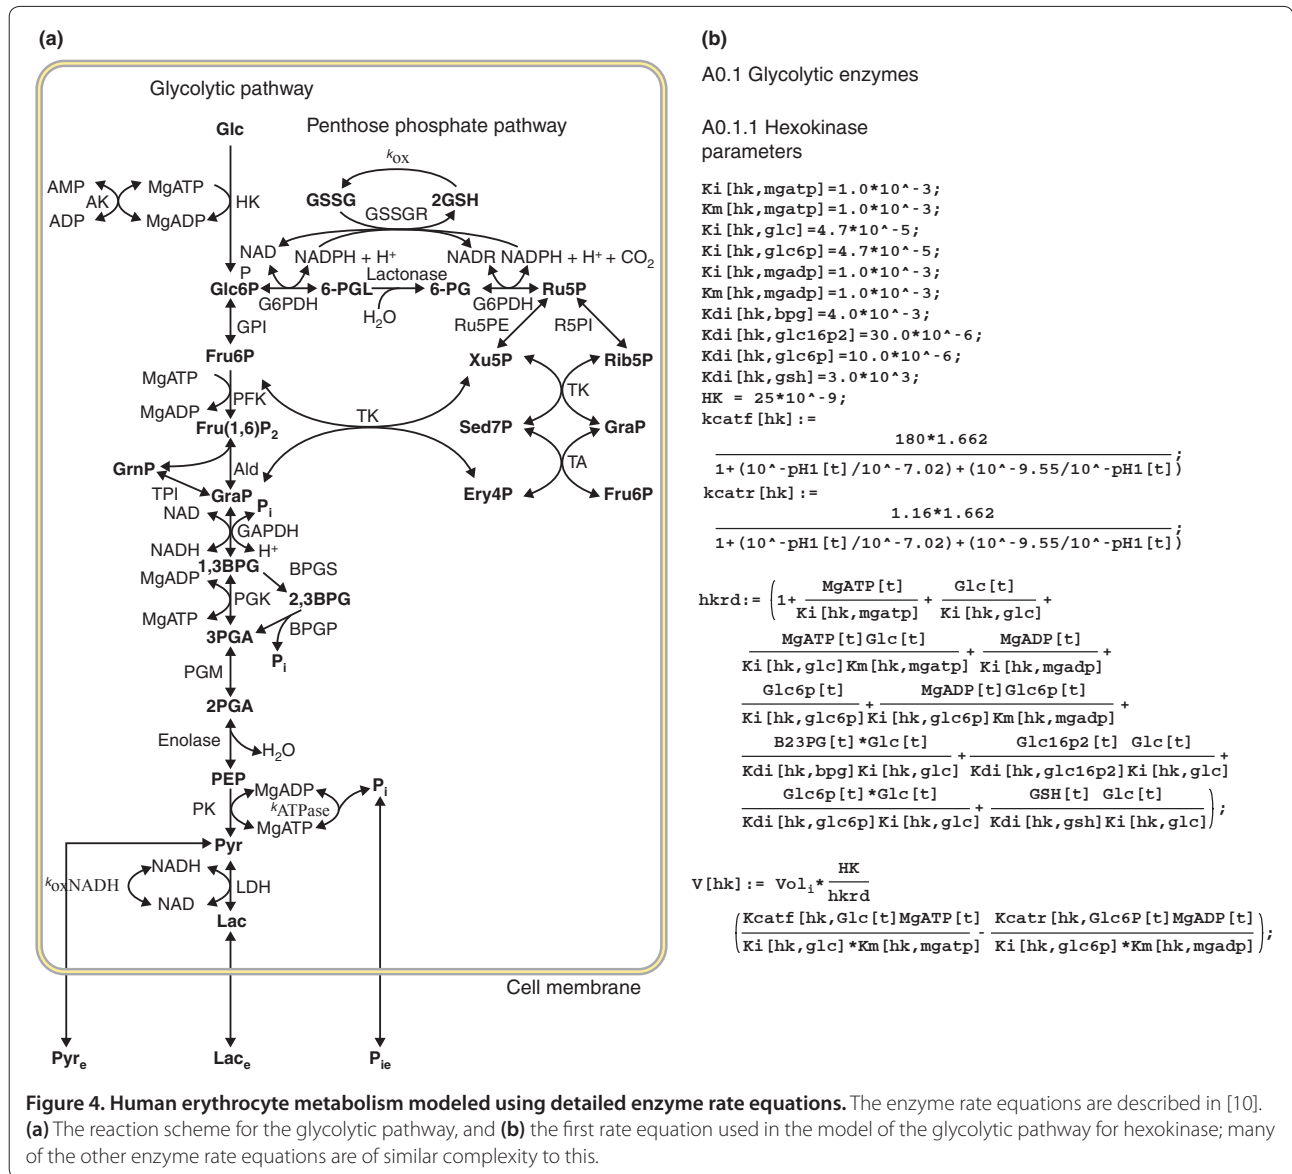 (a)
Glycolytic pathway
Glc
Penthose phosphate pathway
kox
AMP
MgATP
GSSG
2GSH
AK
HK
GSSGR
ADP
MgADP
NAD
NADPH + H+
NADR
NADPH + H+ + CO2
P
Lactonase
Glc6P
6-PGL
6-PG
Ru5P
G6PDH
G6PDH
H2O
GPI
Ru5PE
R5PI
Fru6P
Xu5P
Rib5P
MgATP
PFK
TK
TK
MgADP
Fru(1,6)P2
Sed7P
GraP
GrnP
Ald
TA
TPI
GraP
Ery4P
Fru6P
NAD
Pi
GAPDH
NADH
H+
1,3BPG
BPGS
MgADP
PGK
2,3BPG
MgATP
BPGP
3PGA
Pi
PGM
2PGA
Enolase
H2O
PEP
MgADP
Pi
PK
kATPase
MgATP
Pyr
NADH
koxNADH
LDH
NAD
Lac
Cell membrane
Pyre
Lace
Pie
(b)
A0.1 Glycolytic enzymes
A0.1.1 Hexokinase
parameters
Ki[hk,mgatp]=1.0*10^-3;
Km[hk,mgatp]=1.0*10^-3;
Ki[hk,glc]=4.7*10^-5;
Ki[hk,glc6p]=4.7*10^-5;
Ki[hk,mgadp]=1.0*10^-3;
Km[hk,mgadp]=1.0*10^-3;
Kdi[hk,bpg]=4.0*10^-3;
Kdi[hk,glc16p2]=30.0*10^-6;
Kdi[hk,glc6p]=10.0*10^-6;
Kdi[hk,gsh]=3.0*10^3;
HK = 25*10^-9;
kcatf[hk]:=
180*1.662
1+(10^-pH1[t]/10^-7.02)+(10^-9.55/10^-pH1[t]) ;
kcatr[hk]:=
1.16*1.662
1+(10^-pH1[t]/10^-7.02)+(10^-9.55/10^-pH1[t]) ;
MgATP[t] Glc[t]
hkrd:= (1+ + +
Ki[hk,mgatp] Ki[hk,glc]
MgATP[t]Glc[t] MgADP[t]
+ +
Ki[hk,glc]Km[hk,mgatp] Ki[hk,mgadp]
Glc6p[t] MgADP[t]Glc6p[t]
+ +
Ki[hk,glc6p] Ki[hk,glc6p]Km[hk,mgadp]
B23PG[t]*Glc[t] Glc16p2[t] Glc[t]
+ +
Kdi[hk,bpg]Ki[hk,glc] Kdi[hk,glc16p2]Ki[hk,glc]
Glc6p[t]*Glc[t] GSH[t] Glc[t]
+ );
Kdi[hk,glc6p]Ki[hk,glc] Kdi[hk,gsh]Ki[hk,glc]
HK
V[hk]:= Voli*
hkrd
(Kcatf[hk,Glc[t]MgATP[t] - Kcatr[hk,Glc6P[t]MgADP[t] );
Ki[hk,glc]*Km[hk,mgatp] Ki[hk,glc6p]*Km[hk,mgadp]
Figure 4. Human erythrocyte metabolism modeled using detailed enzyme rate equations. The enzyme rate equations are described in [10].
(a) The reaction scheme for the glycolytic pathway, and (b) the first rate equation used in the model of the glycolytic pathway for hexokinase; many
of the other enzyme rate equations are of similar complexity to this.